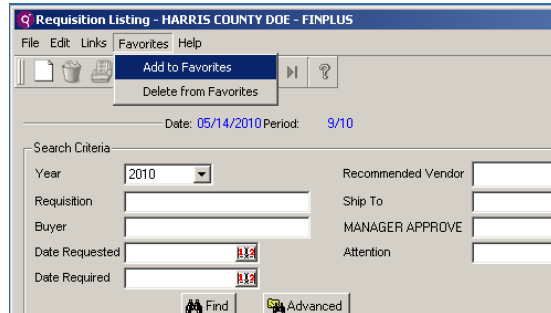 Requisition Listing - HARRIS COUNTY DOE - FINPLUS
File Edit Links Favorites Help
Add to Favorites
Delete from Favorites
Date: 05/14/2010 Period: 9/10
Search Criteria
Year 2010 Recommended Vendor
Requisition Ship To
Buyer MANAGER APPROVE
Date Requested Attention
Date Required
Find Advanced